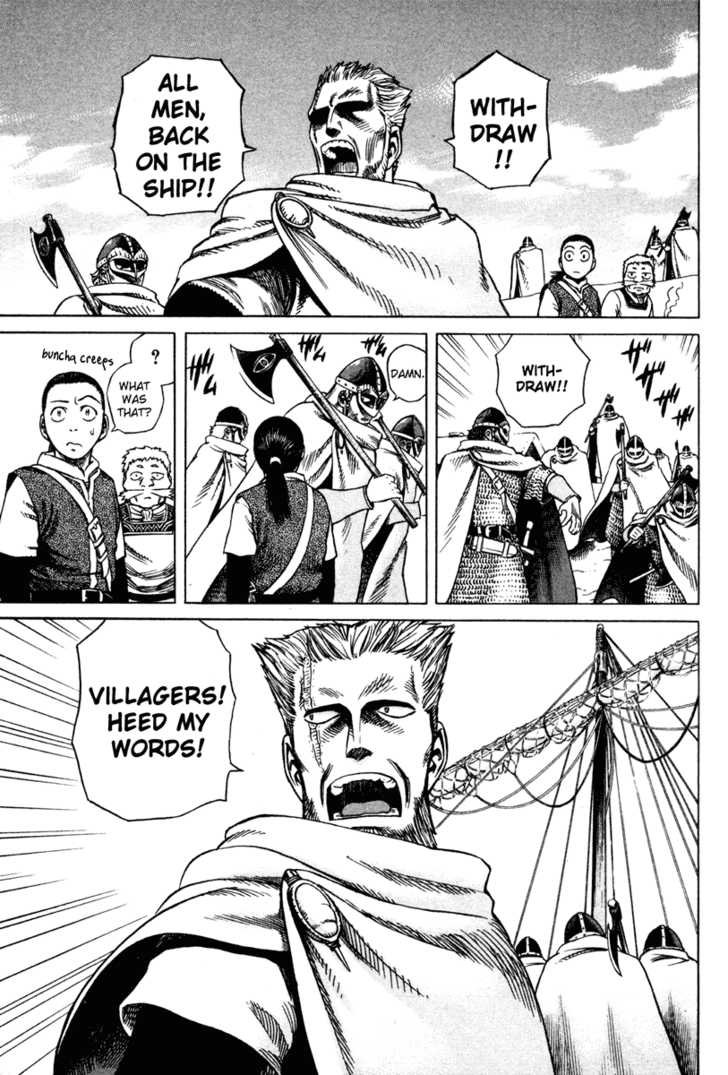 WITH-
DRAW
!!
ALL
MEN,
BACK
ON THE
SHIP!!
WITH-
DRAW!!
DAMN.
?
WHAT
WAS
THAT?
buncha creeps
VILLAGERS!
HEED MY
WORDS!